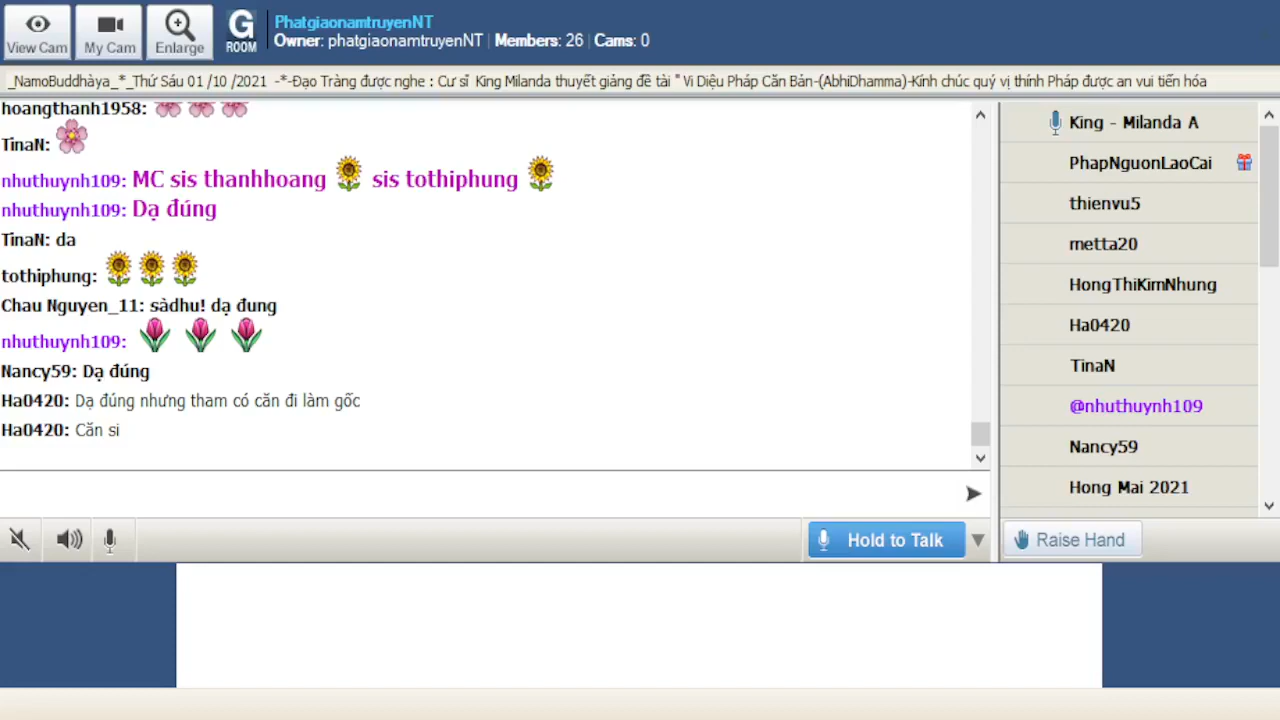 View Cam
My Cam
Enlarge
G
ROOM
PhatgiaonamtruyenNT
Owner: phatgiaonamtruyenNT | Members: 26 | Cams: 0
_NamoBuddhàya_*_Thứ Sáu 01 /10 /2021 -*-Đạo Tràng được nghe : Cư sĩ King Milanda thuyết giảng đề tài " Vi Diệu Pháp Căn Bản-(AbhiDhamma)-Kính chúc quý vị thính Pháp được an vui tiến hóa
hoangthanh1958:
TinaN:
nhuthuynh109: MC sis thanhhoang sis tothiphung
nhuthuynh109: Dạ đúng
TinaN: da
tothiphung:
Chau Nguyen_11: sàdhu! dạ đung
nhuthuynh109:
Nancy59: Dạ đúng
Ha0420: Dạ đúng nhưng tham có căn đi làm gốc
Ha0420: Căn si
King - Milanda A
PhapNguonLaoCai
thienvu5
metta20
HongThiKimNhung
Ha0420
TinaN
@nhuthuynh109
Nancy59
Hong Mai 2021
Hold to Talk
Raise Hand